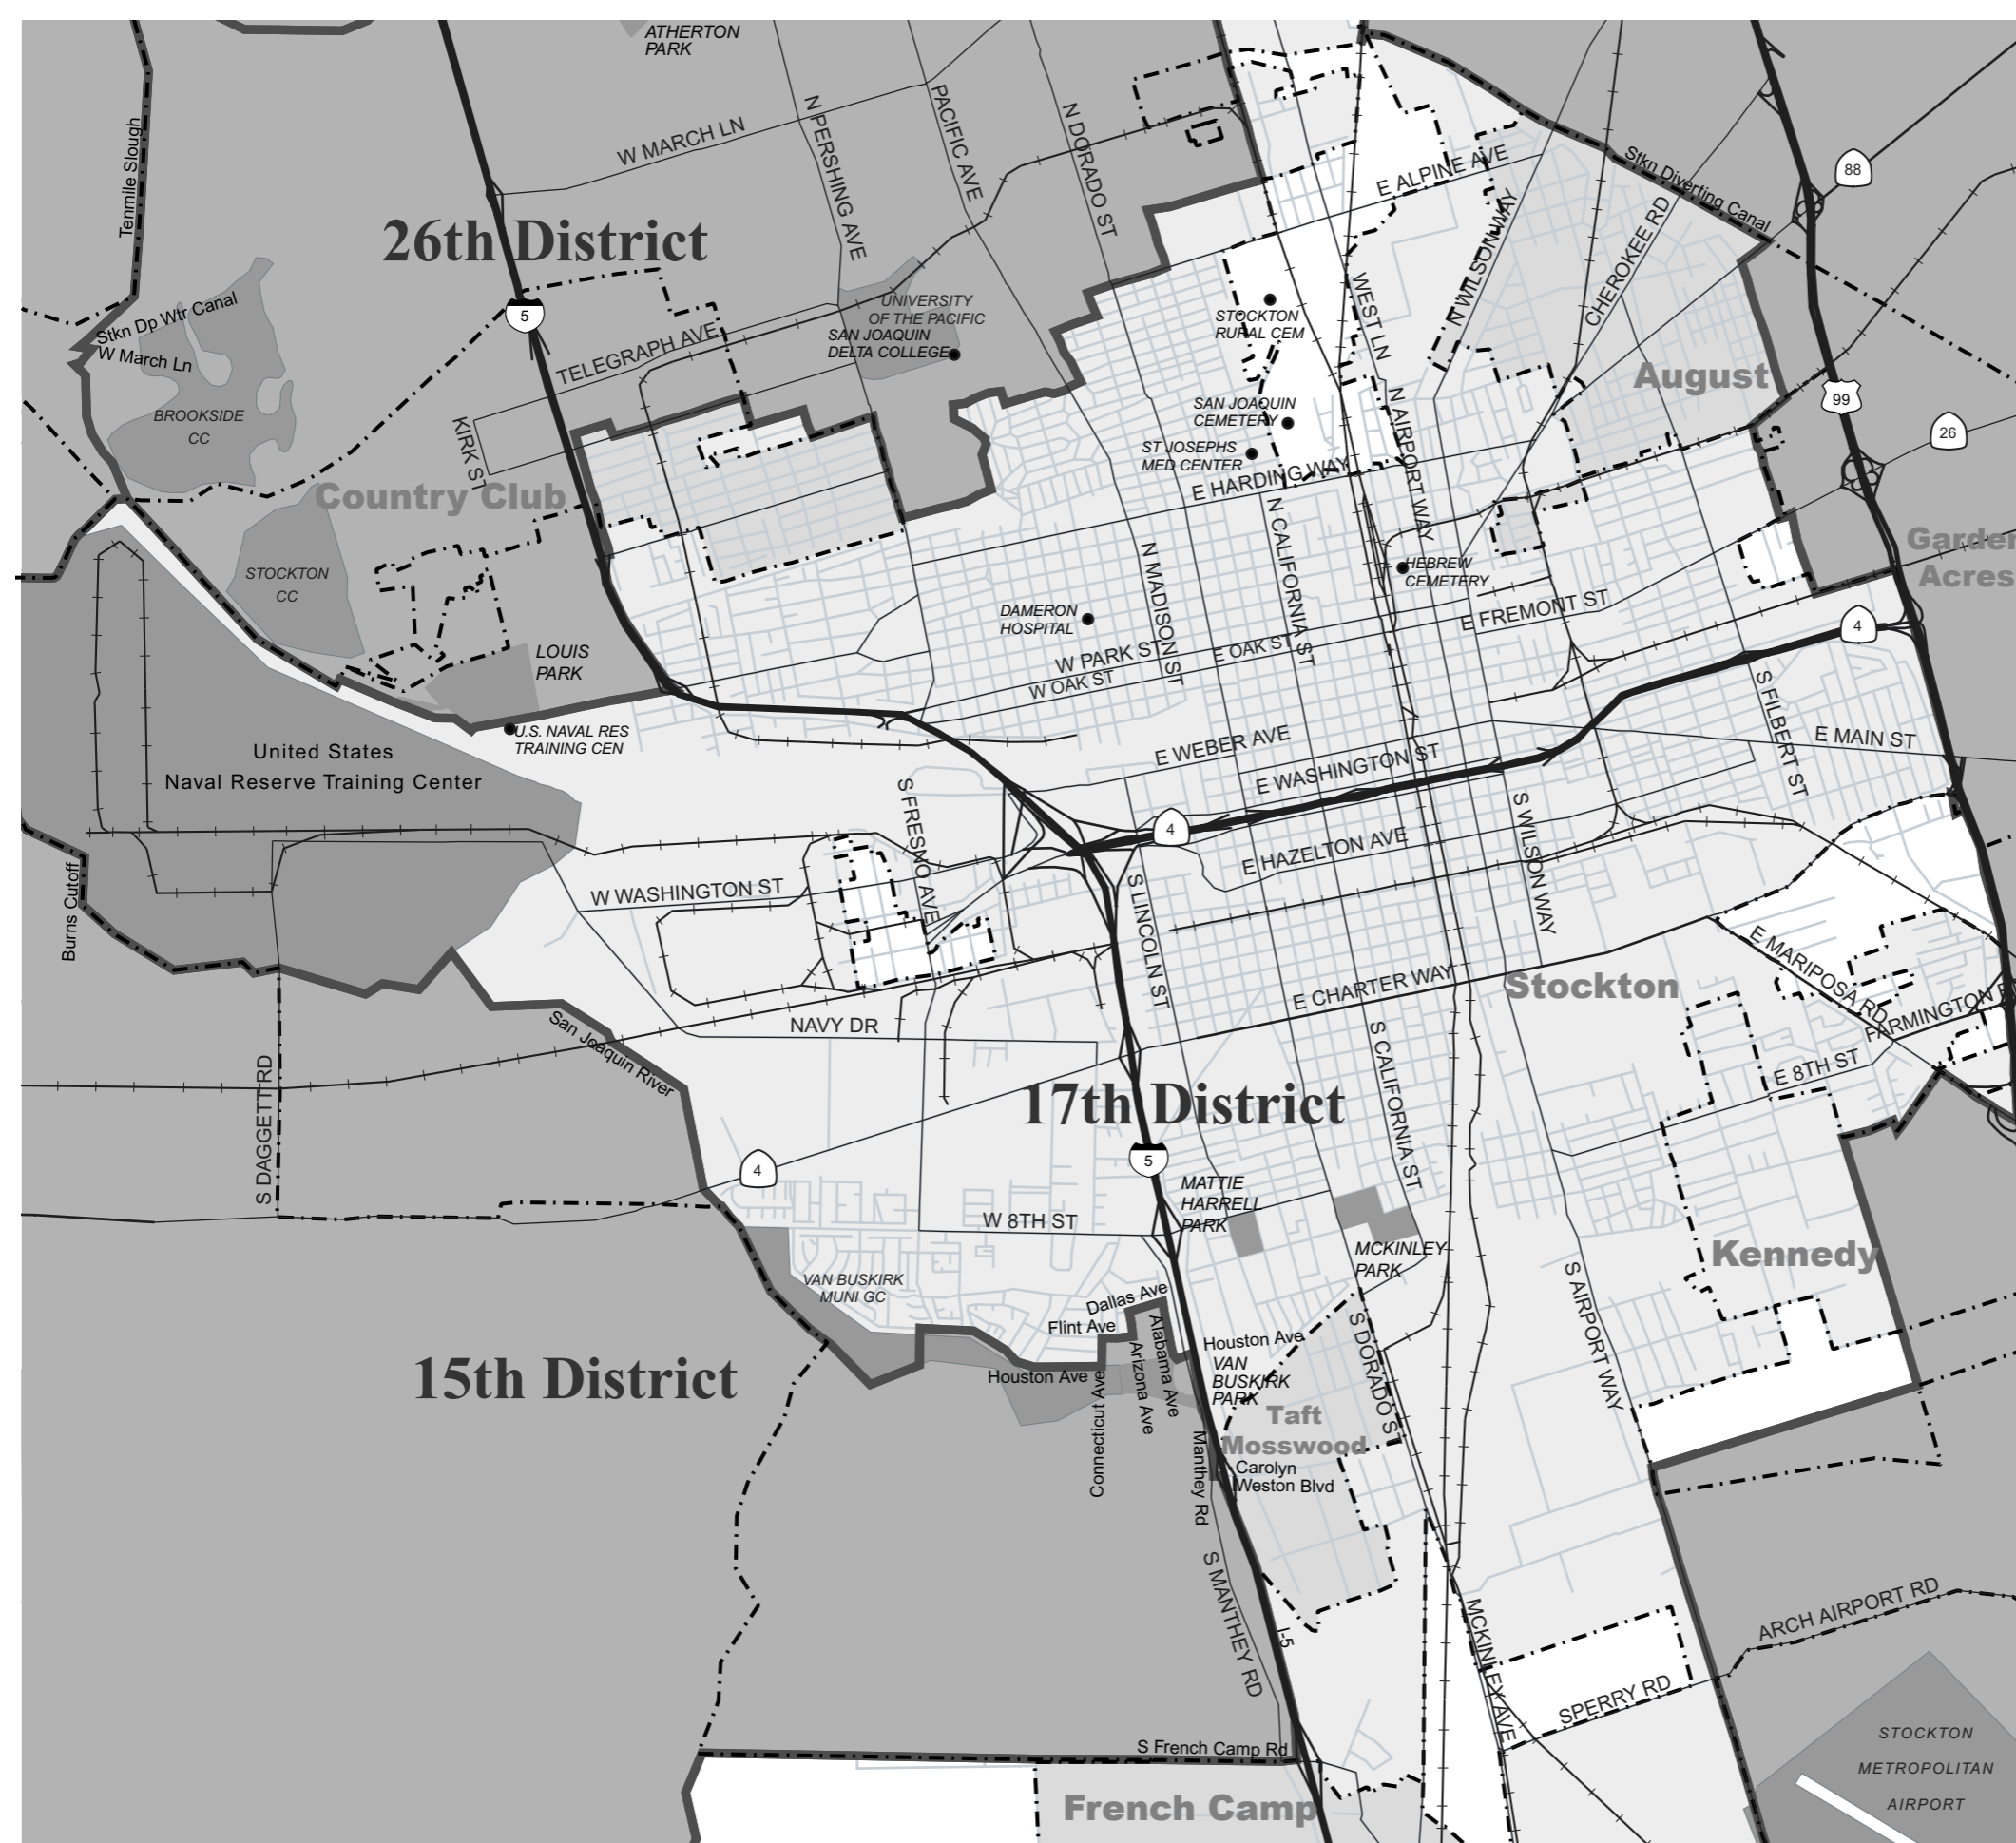 ATHERTON
PARK
Tenmile Slough
W MARCH LN
N PERSHING AVE
PACIFIC AVE
N DORADO ST
E ALPINE AVE
Stkn Diverting Canal
88
26th District
N WILSON WAY
CHEROKEE RD
Stkn Dp Wtr Canal
W March Ln
5
UNIVERSITY
OF THE PACIFIC
SAN JOAQUIN
DELTA COLLEGE
STOCKTON
RURAL CEM
WEST LN
TELEGRAPH AVE
August
99
BROOKSIDE
CC
KIRK ST
SAN JOAQUIN
CEMETERY
N AIRPORT WAY
26
ST JOSEPHS
MED CENTER
E HARDING WAY
Country Club
N CALIFORNIA ST
N MADISON ST
Garden
Acres
STOCKTON
CC
HEBREW
CEMETERY
DAMERON
HOSPITAL
E FREMONT ST
4
LOUIS
PARK
W PARK ST
E OAK ST
W OAK ST
S FILBERT ST
U.S. NAVAL RES
TRAINING CEN
United States
Naval Reserve Training Center
E WEBER AVE
E MAIN ST
E WASHINGTON ST
S FRESNO AVE
4
S WILSON WAY
E HAZELTON AVE
Burns Cutoff
W WASHINGTON ST
S LINCOLN ST
E MARIPOSA RD
E CHARTER WAY
Stockton
FARMINGTON
San Joaquin River
NAVY DR
S CALIFORNIA ST
E 8TH ST
S DAGGETT RD
17th District
5
4
MATTIE
HARRELL
PARK
W 8TH ST
MCKINLEY
PARK
Kennedy
VAN BUSKIRK
MUNI GC
S AIRPORT WAY
Dallas Ave
Flint Ave
Alabama Ave
Arizona Ave
Houston Ave
S DORADO ST
VAN
BUSKIRK
PARK
15th District
Houston Ave
Connecticut Ave
Taft
Mosswood
Manthey Rd
Carolyn
Weston Blvd
S MANTHEY RD
I-5
MCKINLEY AVE
ARCH AIRPORT RD
SPERRY RD
S French Camp Rd
STOCKTON
METROPOLITAN
AIRPORT
French Camp